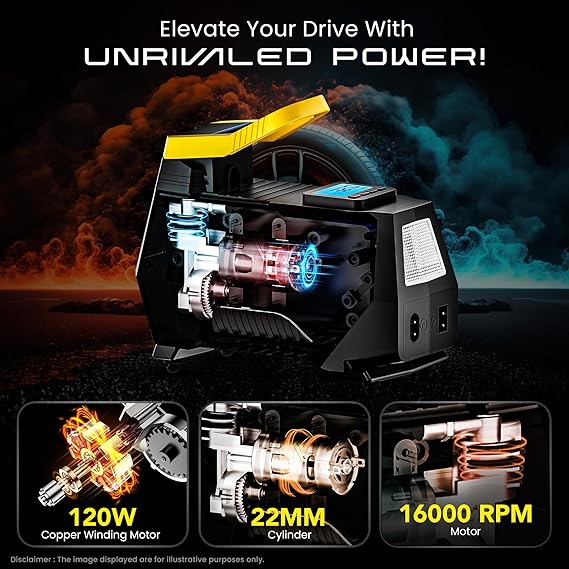 Elevate Your Drive With
UNRIVALED POWER!
120W
Copper Winding Motor
22MM
Cylinder
16000 RPM
Motor
Disclaimer : The image displayed are for illustrative purposes only.